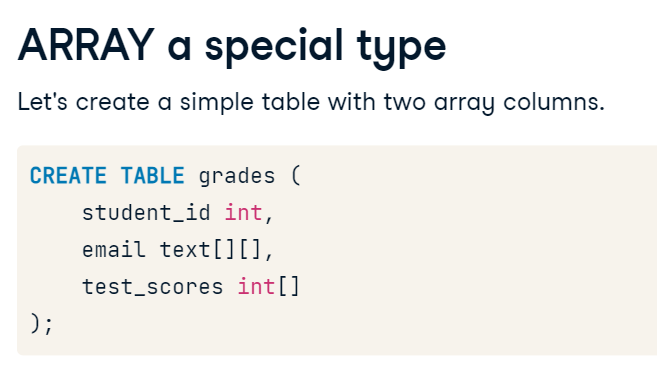 ARRAY a special type
Let's create a simple table with two array columns.
CREATE TABLE grades (
    student_id int,
    email text[][],
    test_scores int[]
);